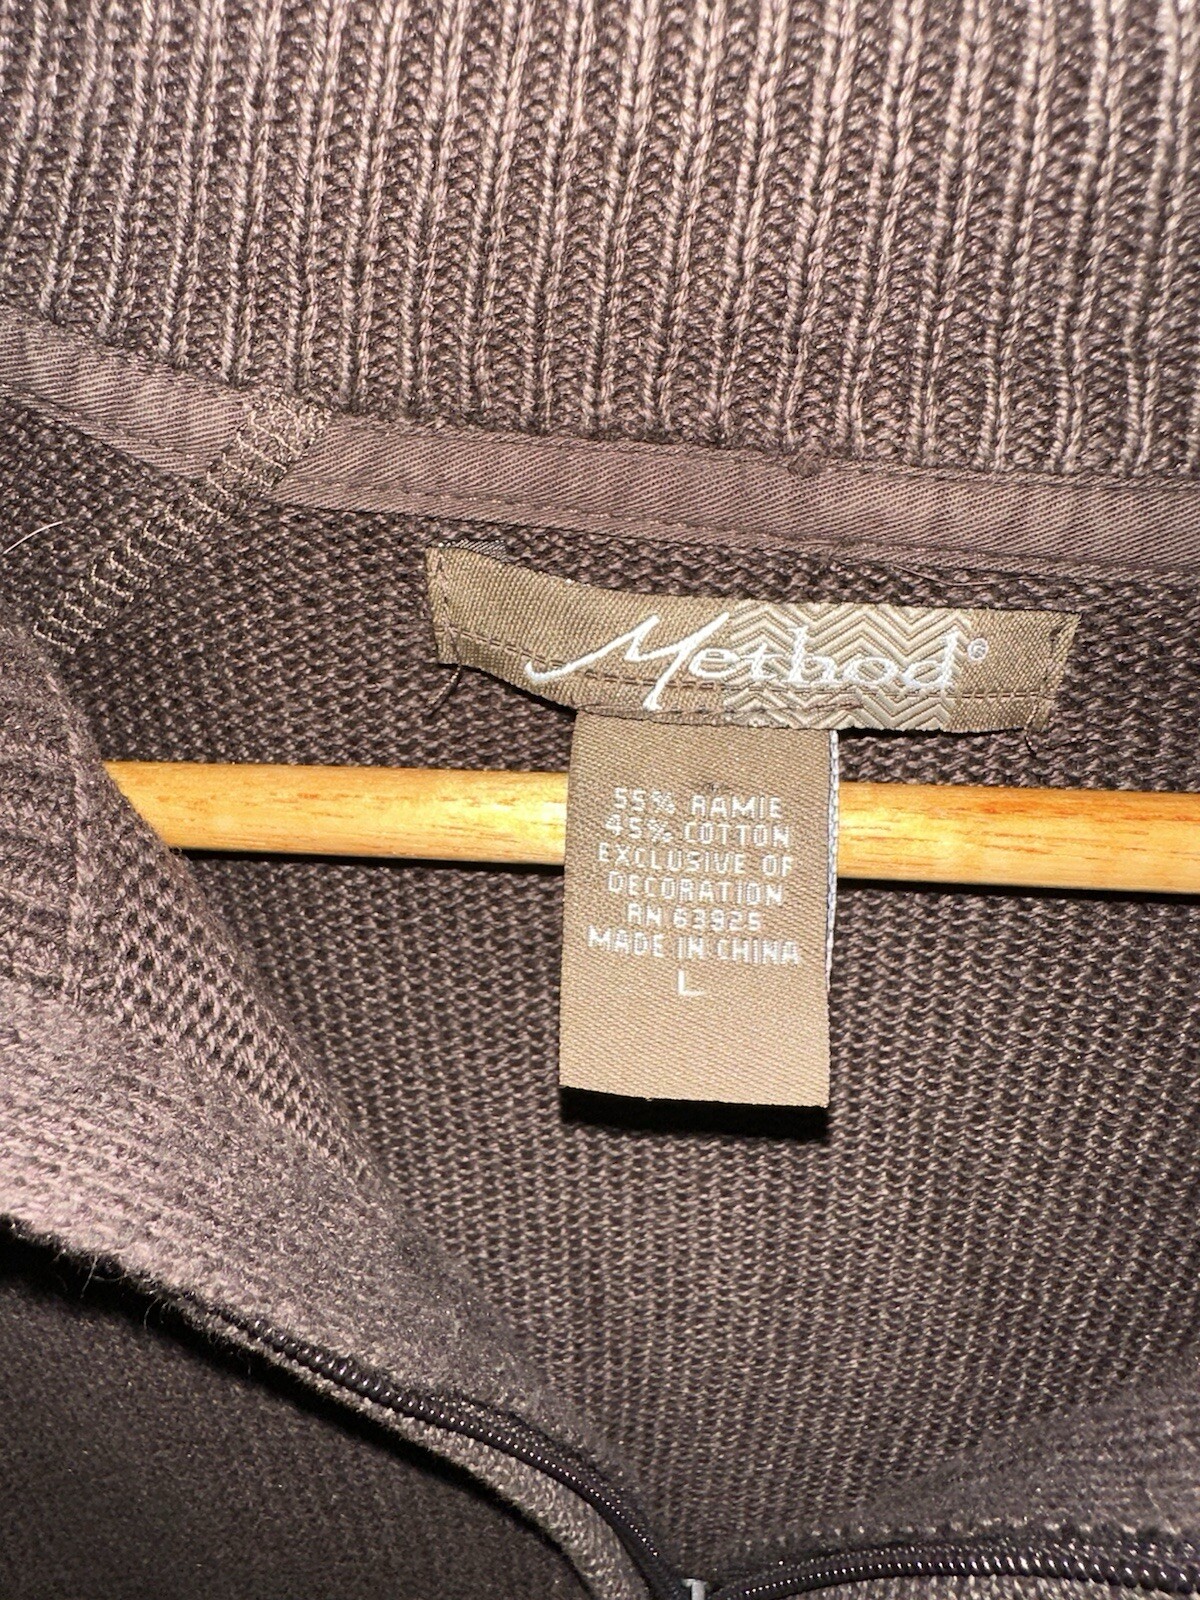 Method®
55% RAMIE
45% COTTON
EXCLUSIVE OF
DECORATION
RN 63925
MADE IN CHINA
L